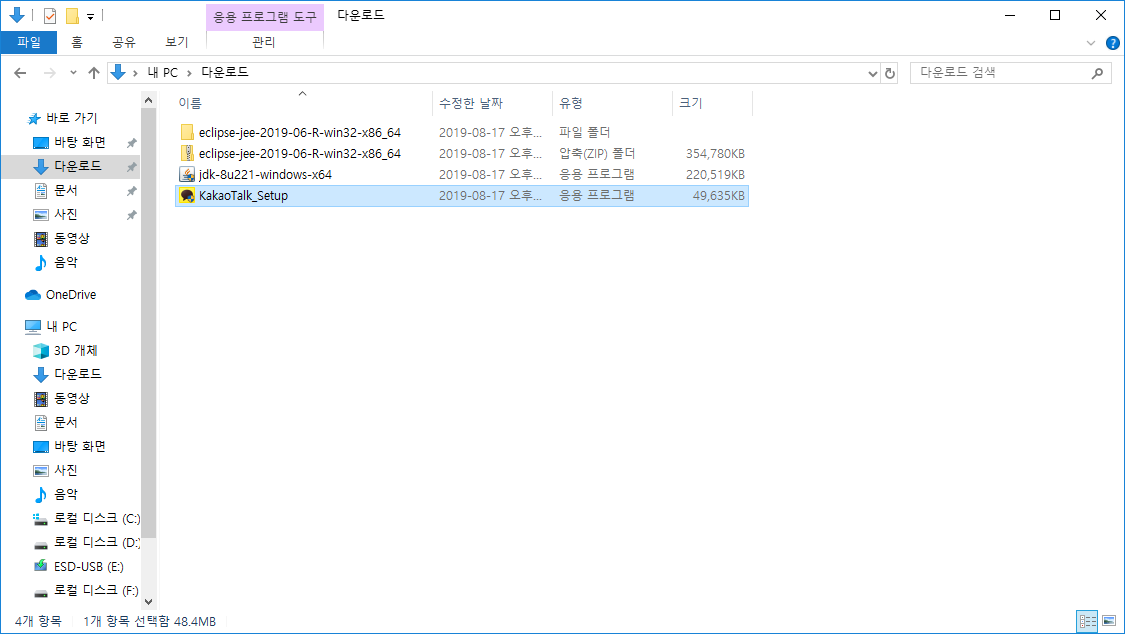 응용 프로그램 도구 다운로드
파일 홈 공유 보기 관리
내 PC 다운로드 다운로드 검색
바로 가기
바탕 화면
다운로드
문서
사진
동영상
음악
OneDrive
내 PC
3D 개체
다운로드
동영상
문서
바탕 화면
사진
음악
로컬 디스크 (C:)
로컬 디스크 (D:)
ESD-USB (E:)
로컬 디스크 (F:)
이름 수정한 날짜 유형 크기
eclipse-jee-2019-06-R-win32-x86_64 2019-08-17 오후... 파일 폴더
eclipse-jee-2019-06-R-win32-x86_64 2019-08-17 오후... 압축(ZIP) 폴더 354,780KB
jdk-8u221-windows-x64 2019-08-17 오후... 응용 프로그램 220,519KB
KakaoTalk_Setup 2019-08-17 오후... 응용 프로그램 49,635KB
4개 항목 1개 항목 선택함 48.4MB